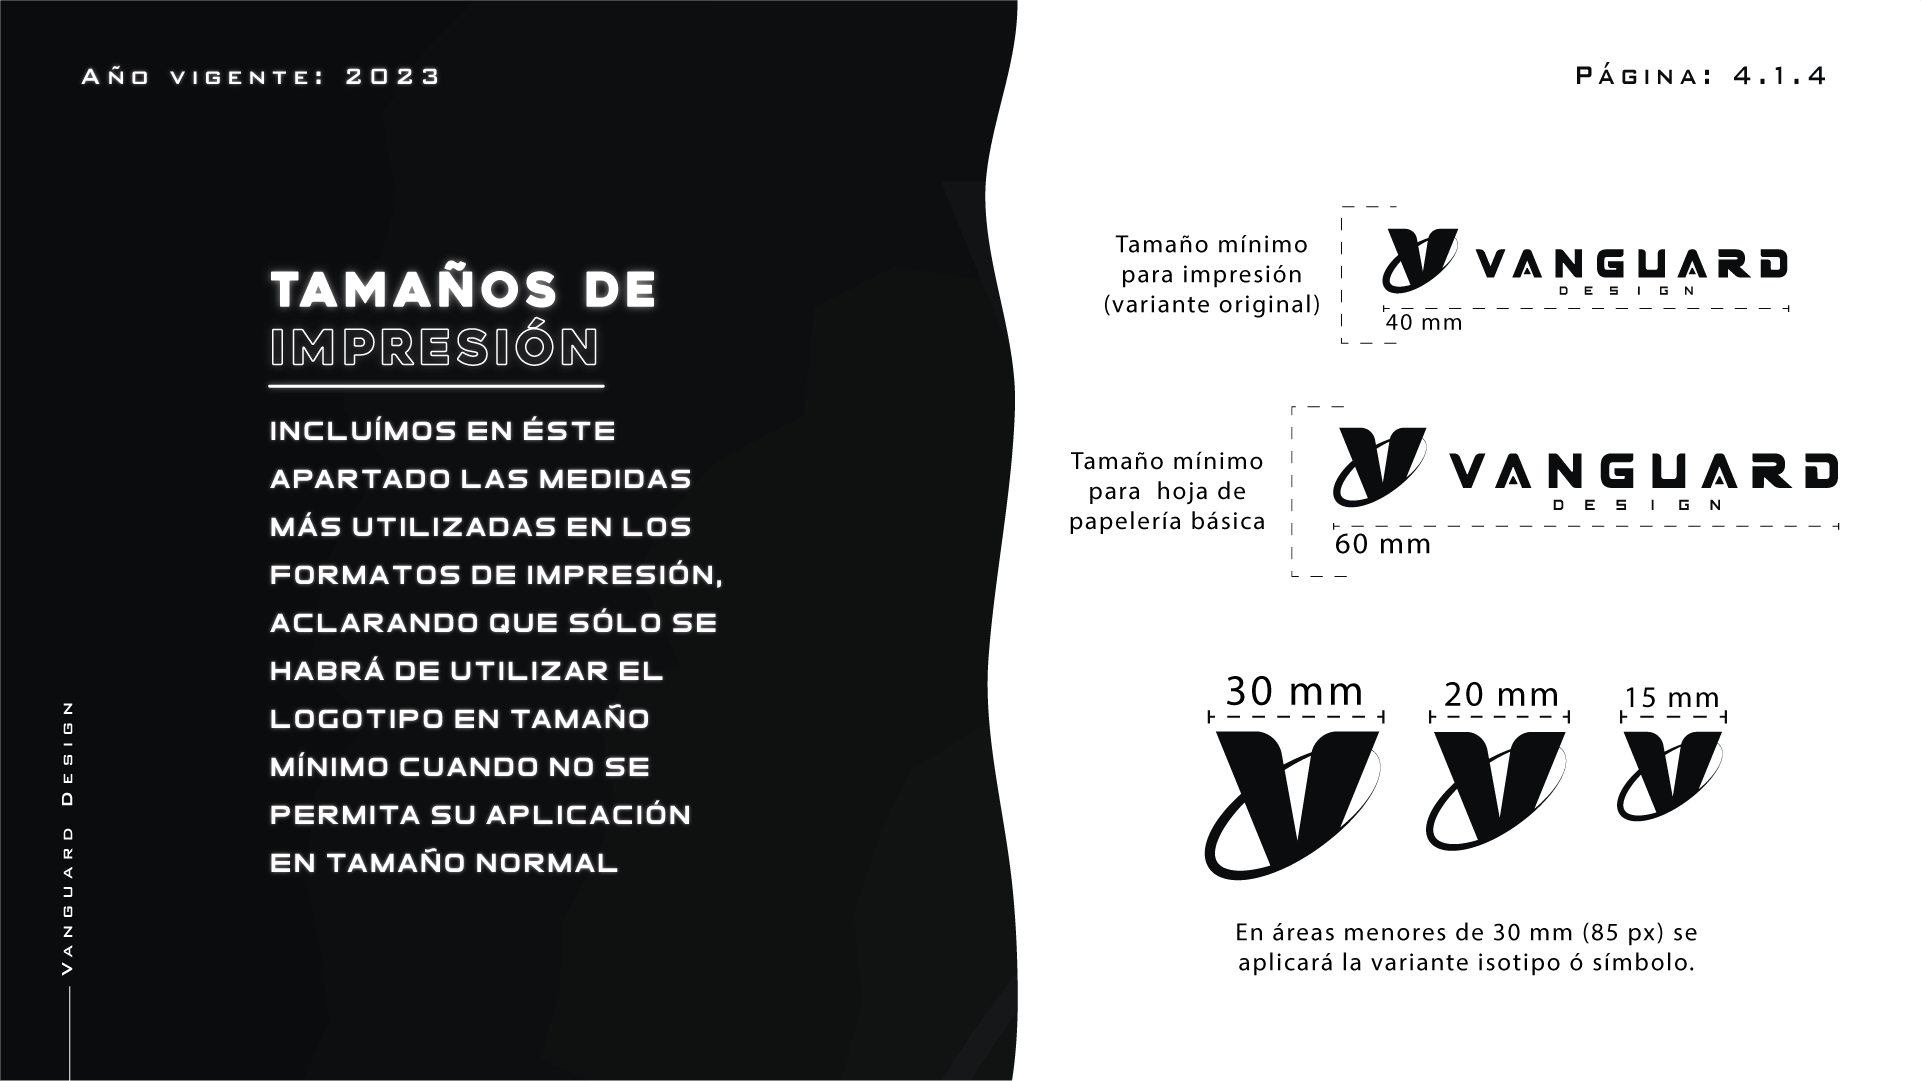 Año vigente: 2023
Página: 4.1.4
TAMAÑOS DE
IMPRESIÓN
INCLUÍMOS EN ÉSTE
APARTADO LAS MEDIDAS
MÁS UTILIZADAS EN LOS
FORMATOS DE IMPRESIÓN,
ACLARANDO QUE SÓLO SE
HABRÁ DE UTILIZAR EL
LOGOTIPO EN TAMAÑO
MÍNIMO CUANDO NO SE
PERMITA SU APLICACIÓN
EN TAMAÑO NORMAL
Vanguard Design
Tamaño mínimo
para impresión
(variante original)
VANGUARD
DESIGN
40 mm
Tamaño mínimo
para hoja de
papelería básica
VANGUARD
DESIGN
60 mm
30 mm
20 mm
15 mm
En áreas menores de 30 mm (85 px) se
aplicará la variante isotipo ó símbolo.